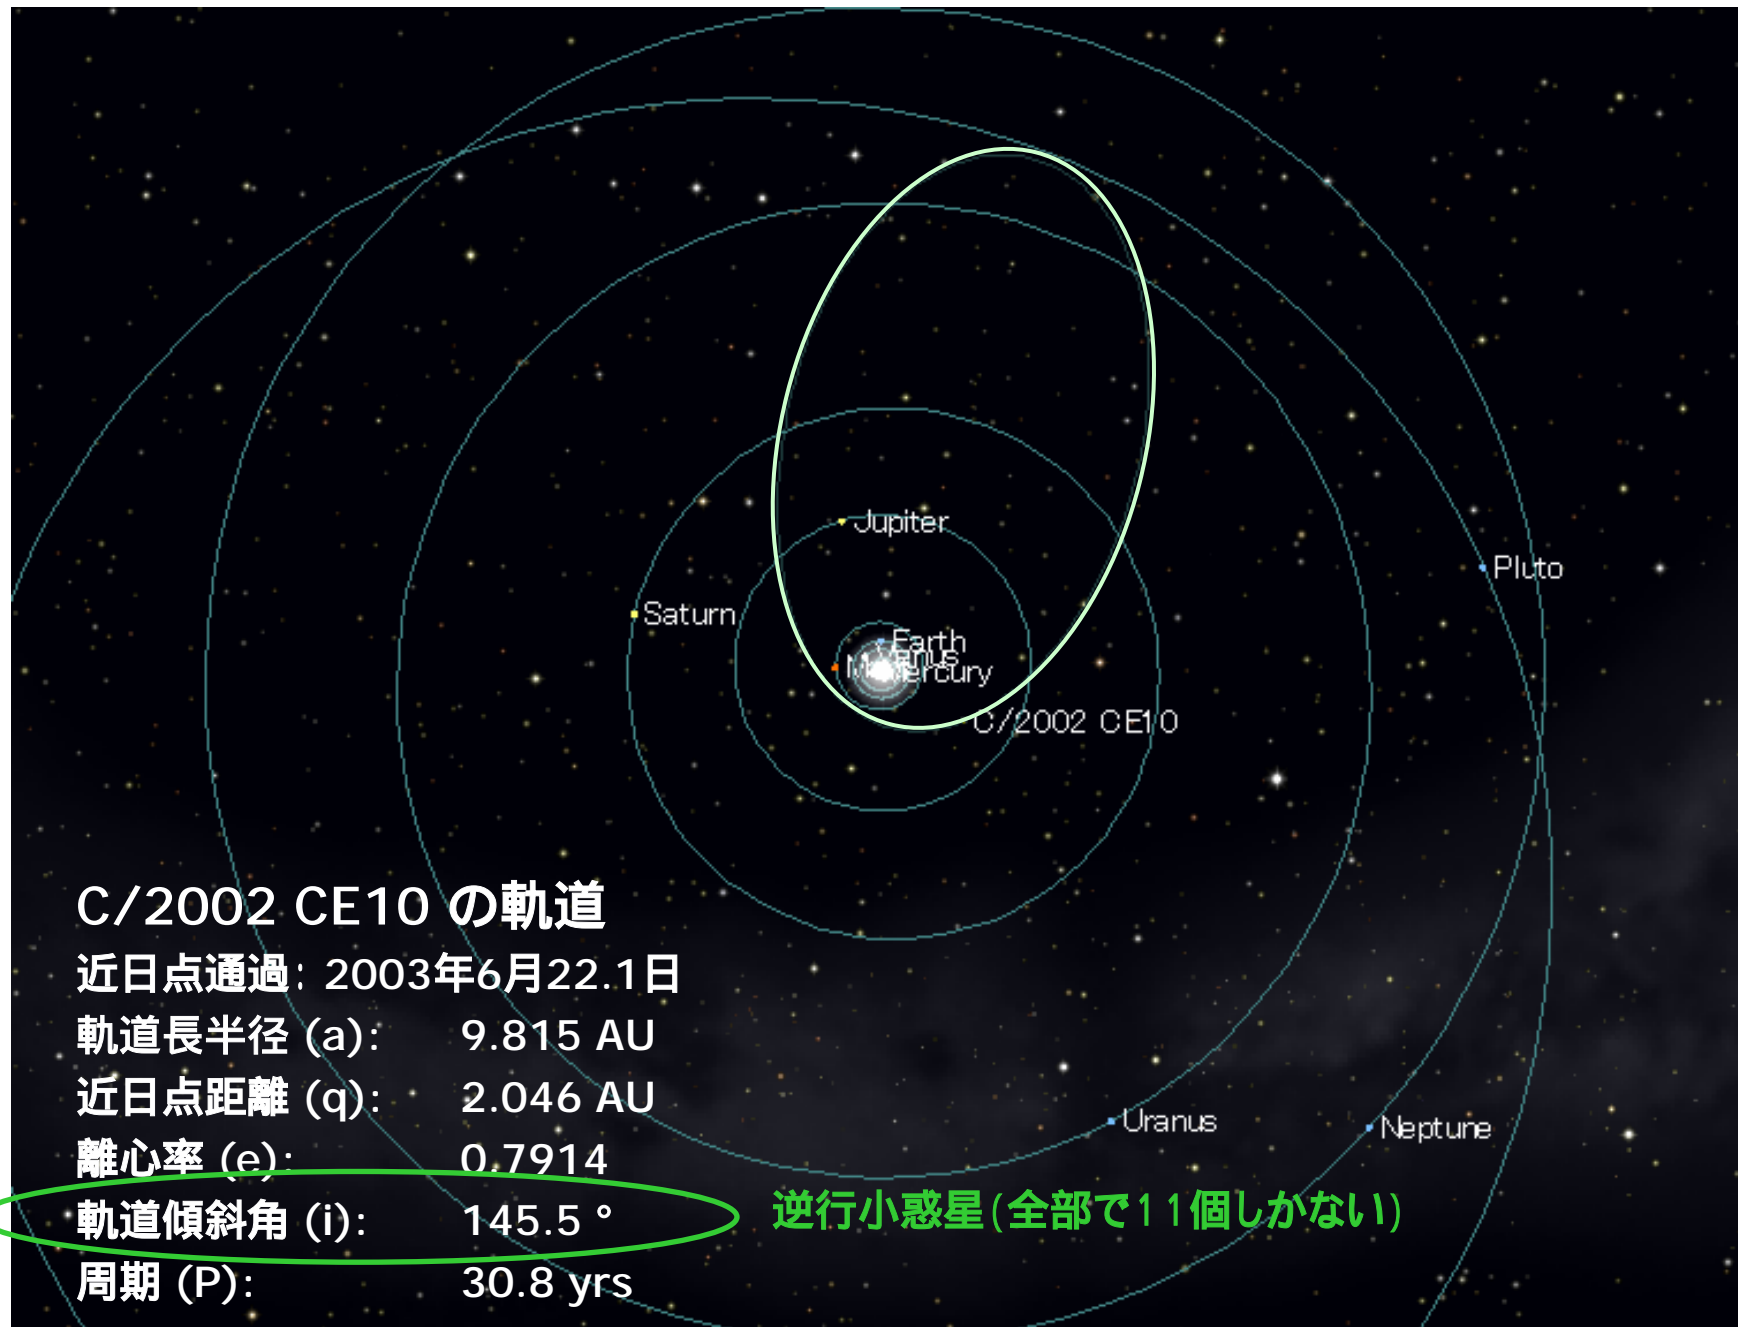 Jupiter
Pluto
Saturn
Earth
Mercury
C/2002 CE10
C/2002 CE10 の軌道
近日点通過: 2003年6月22.1日
軌道長半径 (a): 9.815 AU
近日点距離 (q): 2.046 AU
Uranus
Neptune
離心率 (e): 0.7914
軌道傾斜角 (i): 145.5 °
逆行小惑星(全部で11個しかない)
周期 (P): 30.8 yrs